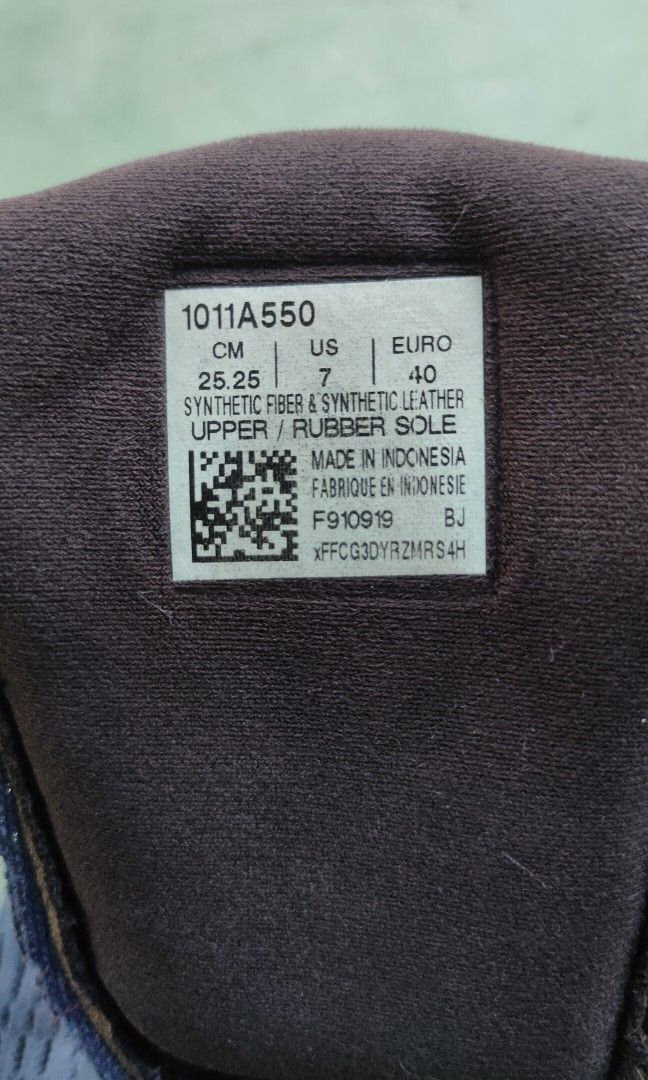 1011A550
CM | US | EURO
25.25 | 7 | 40
SYNTHETIC FIBER & SYNTHETIC LEATHER
UPPER / RUBBER SOLE
MADE IN INDONESIA
FABRIQUE EN INDONESIE
F910919 BJ
xFFCG3DYRZMRS4H